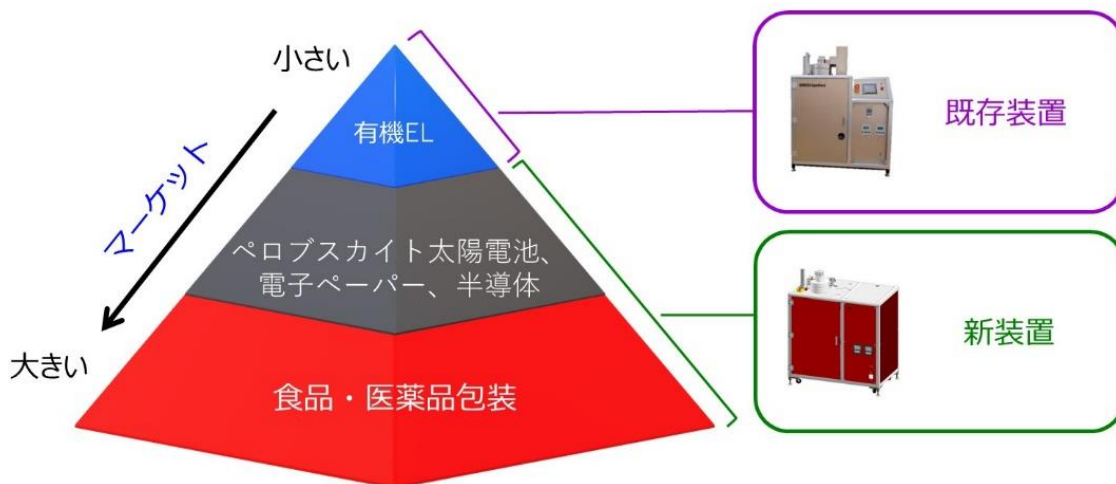 小さい
マーケット
大きい
有機EL
ペロブスカイト太陽電池、
電子ペーパー、半導体
食品・医薬品包装
既存装置
新装置